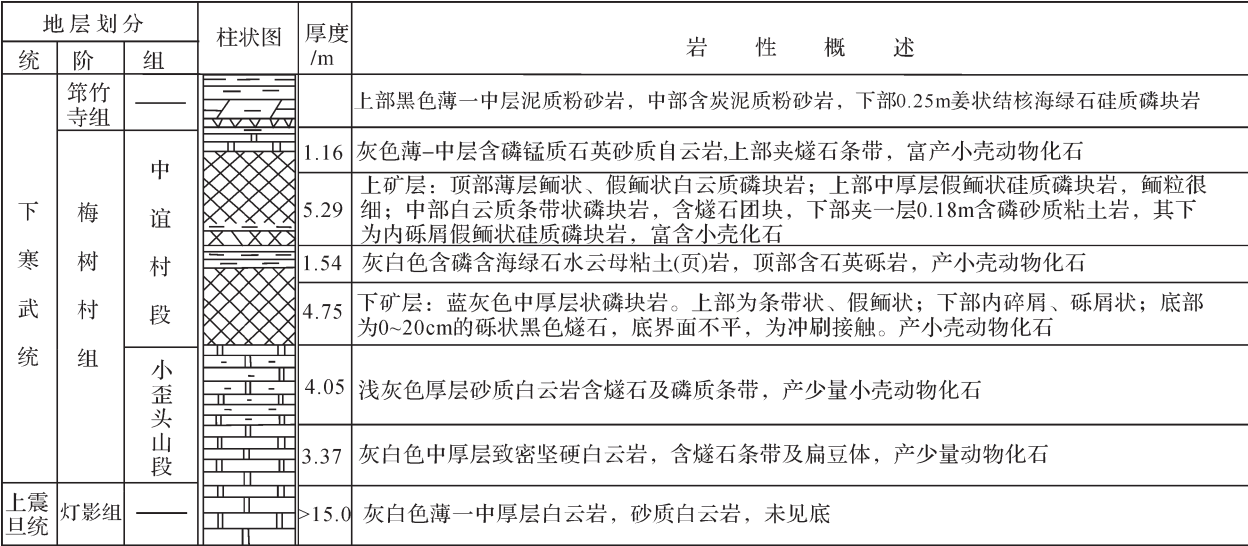 地层划分
柱状图
厚度
/m
岩性概述
统
阶
组
下寒武统
筇竹
寺组
——
上部黑色薄一中层泥质粉砂岩，中部含炭泥质粉砂岩，下部0.25m姜状结核海绿石硅质磷块岩
梅树村组
中谊村段
1.16
灰色薄–中层含磷锰质石英砂质自云岩,上部夹燧石条带，富产小壳动物化石
5.29
上矿层：顶部薄层鲕状、假鲕状白云质磷块岩；上部中厚层假鲕状硅质磷块岩，鲕粒很
细；中部白云质条带状磷块岩，含燧石团块，下部夹一层0.18m含磷砂质粘土岩，其下
为内砾屑假鲕状硅质磷块岩，富含小壳化石
1.54
灰白色含磷含海绿石水云母粘土(页)岩，顶部含石英砾岩，产小壳动物化石
4.75
下矿层：蓝灰色中厚层状磷块岩。上部为条带状、假鲕状；下部内碎屑、砾屑状；底部
为0~20cm的砾状黑色燧石，底界面不平，为冲刷接触。产小壳动物化石
小歪头山段
4.05
浅灰色厚层砂质白云岩含燧石及磷质条带，产少量小壳动物化石
3.37
灰白色中厚层致密坚硬白云岩，含燧石条带及扁豆体，产少量动物化石
上震
旦统
灯影组
——
>15.0
灰白色薄一中厚层白云岩，砂质白云岩，未见底